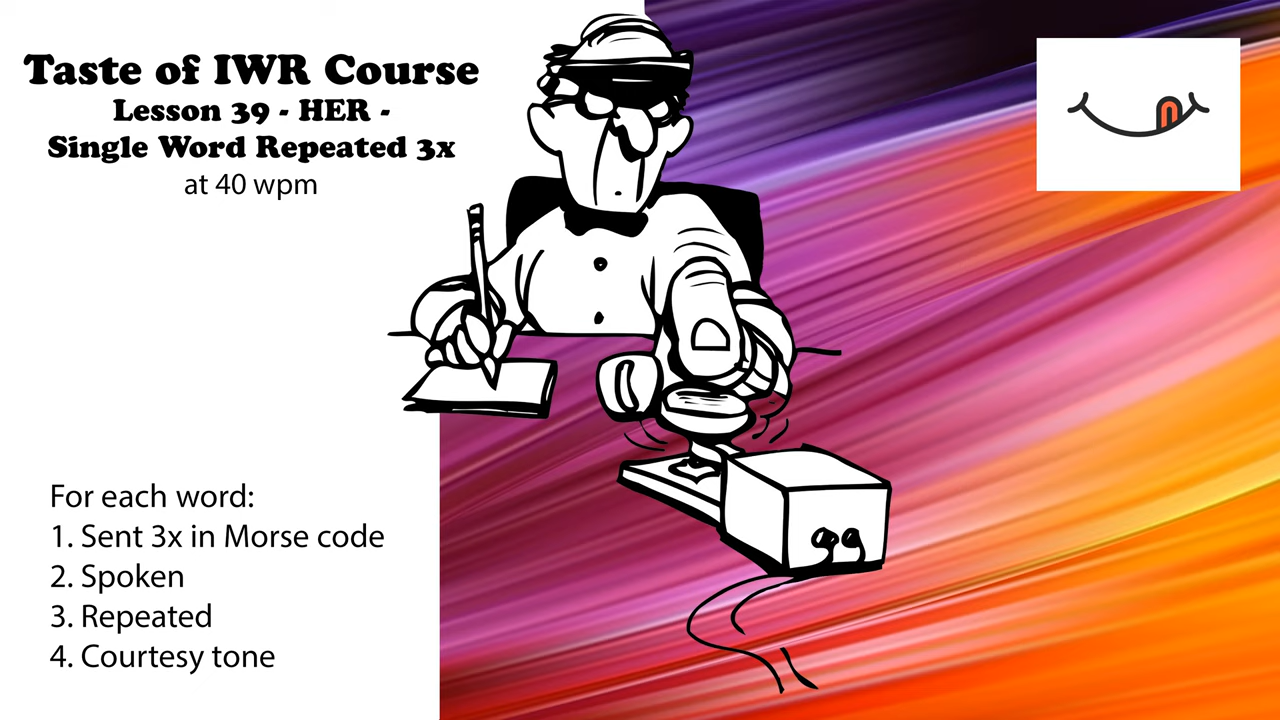 Taste of IWR Course
Lesson 39 - HER -
Single Word Repeated 3x
at 40 wpm
For each word:
1. Sent 3x in Morse code
2. Spoken
3. Repeated
4. Courtesy tone